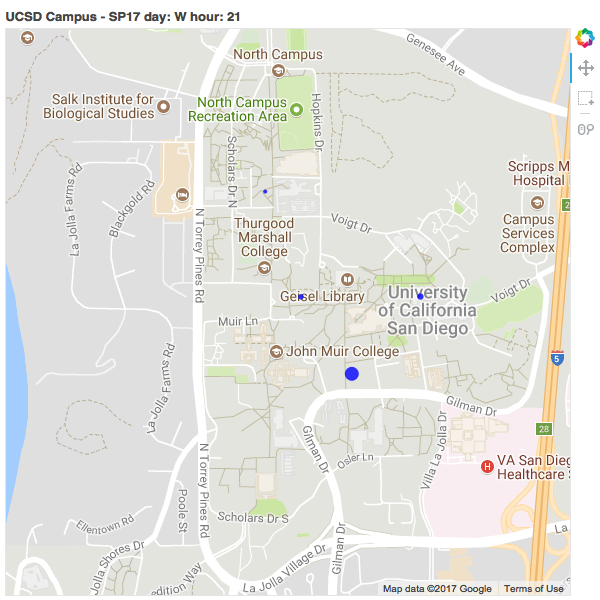 UCSD Campus - SP17 day: W hour: 21
Genesee Ave
North Campus
Salk Institute for
Biological Studies
North Campus
Recreation Area
Hopkins Dr
Scholars Dr N
Scripps M
Hospital
La Jolla Farms Rd
Blackgold Rd
2
N Torrey Pines Rd
Thurgood
Marshall
College
Voigt Dr
Campus
Services
Complex
Geisel Library
University
of California
San Diego
Voigt Dr
Muir Ln
John Muir College
5
La Jolla Farms Rd
Gilman Dr
28
Gilman Dr
Villa La Jolla Dr
Osler Ln
H
VA San Dieg
Healthcare S
N Torrey Pines Rd
Poole St
Ellentown Rd
Scholars Dr S
La
Gilman Dr
La Jolla Shores Dr
edition Way
La Jolla Village Dr
Map data ©2017 Google
Terms of Use